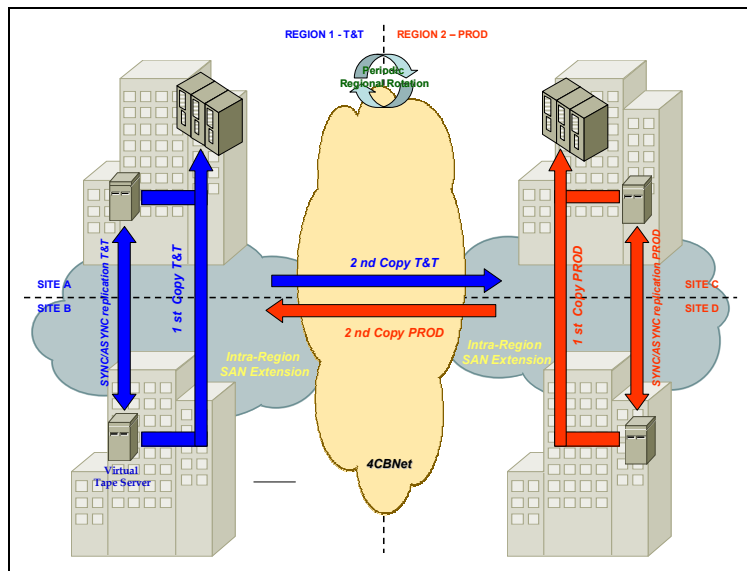 REGION 1 - T&T
REGION 2 – PROD
Periodic
Regional Rotation
SITE A
SITE B
SYNC/ASYNC replication T&T
1 st Copy T&T
2 nd Copy T&T
2 nd Copy PROD
Intra-Region
SAN Extension
Intra-Region
SAN Extension
1 st Copy PROD
SYNC/ASYNC replication PROD
SITE C
SITE D
4CBNet
Virtual
Tape Server